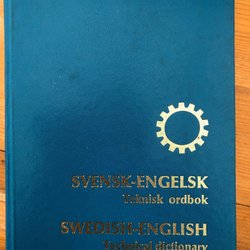 SVENSK-ENGELSK
Teknisk ordbok
SWEDISH-ENGLISH
Technical dictionary